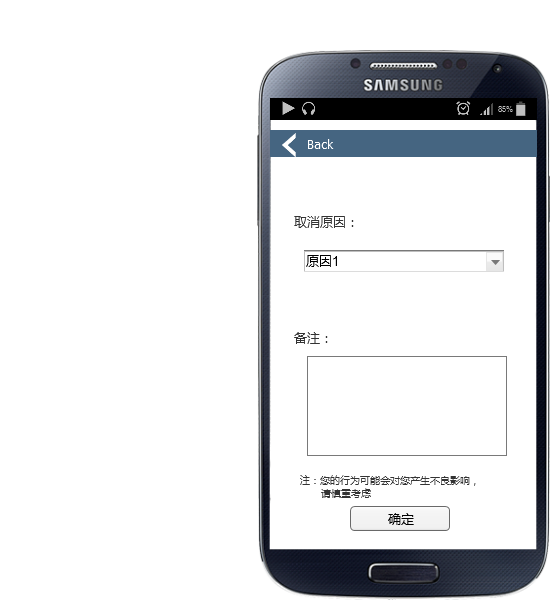 SAMSUNG
85%
Back
取消原因：
原因1
备注：
注：您的行为可能会对您产生不良影响，
请慎重考虑
确定